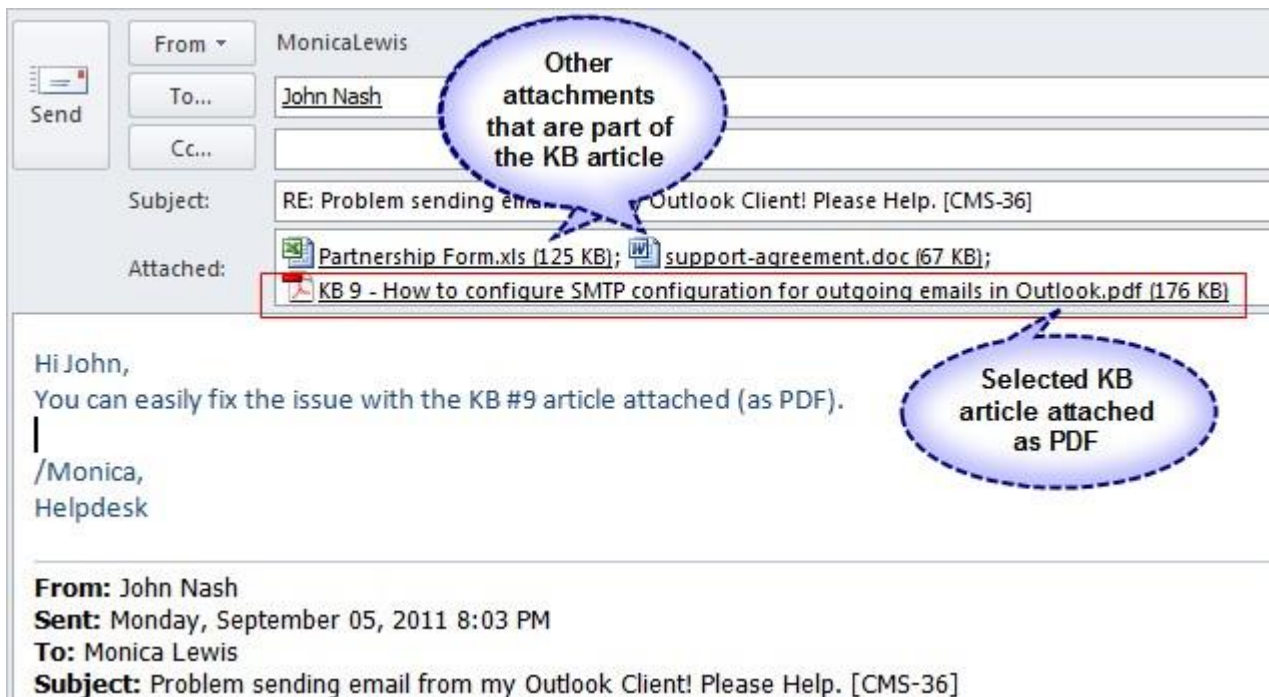 From
MonicaLewis
Send
To...
John Nash
Cc...
Other
attachments
that are part of
the KB article
Subject:
RE: Problem sending Outlook Client! Please Help. [CMS-36]
Attached:
Partnership Form.xls (125 KB); support-agreement.doc (67 KB);
KB 9 - How to configure SMTP configuration for outgoing emails in Outlook.pdf (176 KB)
Hi John,
You can easily fix the issue with the KB #9 article attached (as PDF).
Selected KB
article attached
as PDF
/Monica,
Helpdesk
From: John Nash
Sent: Monday, September 05, 2011 8:03 PM
To: Monica Lewis
Subject: Problem sending email from my Outlook Client! Please Help. [CMS-36]